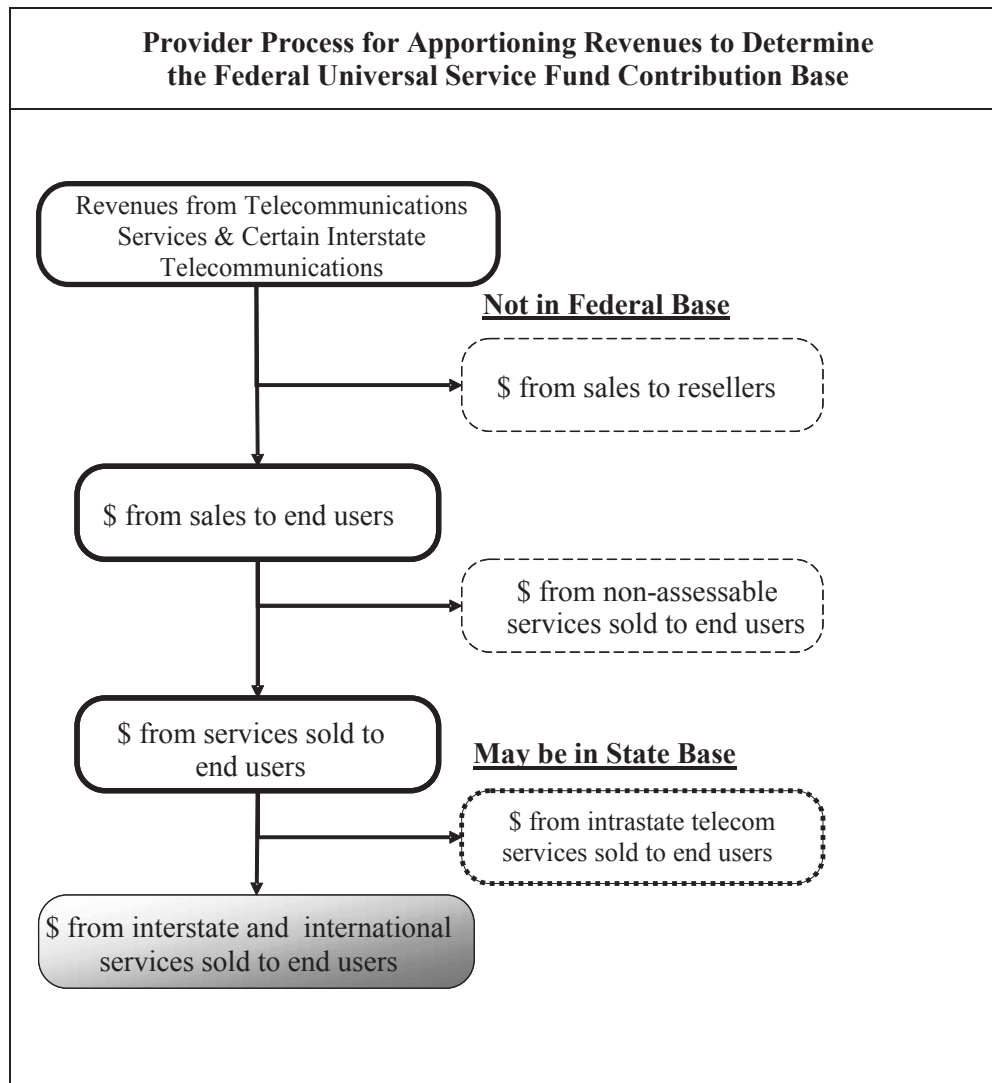 Provider Process for Apportioning Revenues to Determine
the Federal Universal Service Fund Contribution Base
Revenues from Telecommunications
Services & Certain Interstate
Telecommunications
Not in Federal Base
$ from sales to resellers
$ from sales to end users
$ from non-assessable
services sold to end users
$ from services sold to
end users
May be in State Base
$ from intrastate telecom
services sold to end users
$ from interstate and international
services sold to end users